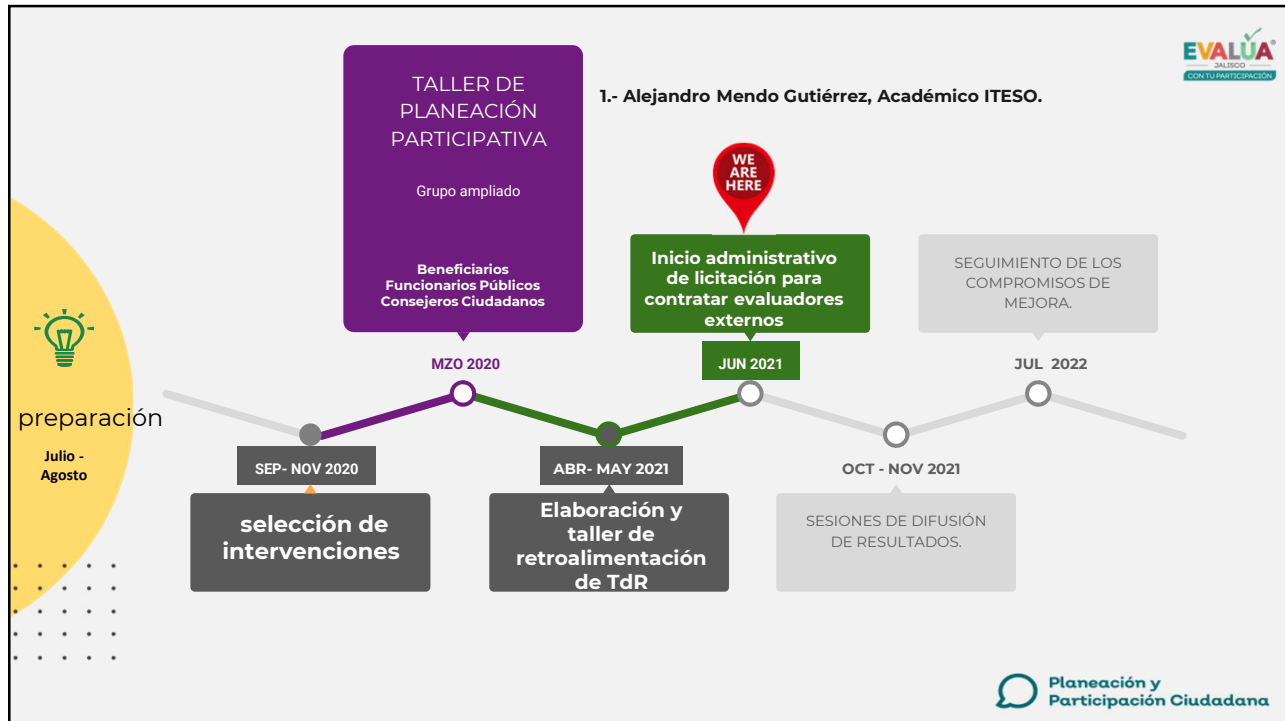 EVALÚA
JALISCO
CON TU PARTICIPACIÓN
TALLER DE
PLANEACIÓN
PARTICIPATIVA
Grupo ampliado
Beneficiarios
Funcionarios Públicos
Consejeros Ciudadanos
1.- Alejandro Mendo Gutiérrez, Académico ITESO.
WE
ARE
HERE
Inicio administrativo
de licitación para
contratar evaluadores
externos
SEGUIMIENTO DE LOS
COMPROMISOS DE
MEJORA.
MZO 2020
JUN 2021
JUL 2022
preparación
Julio -
Agosto
SEP- NOV 2020
ABR- MAY 2021
OCT - NOV 2021
selección de
intervenciones
Elaboración y
taller de
retroalimentación
de TdR
SESIONES DE DIFUSIÓN
DE RESULTADOS.
Planeación y
Participación Ciudadana